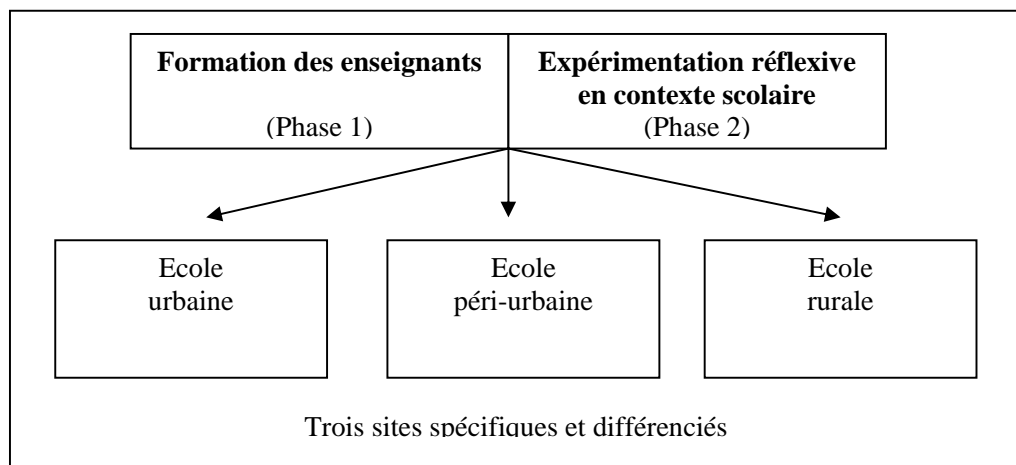 Formation des enseignants
(Phase 1)
Expérimentation réflexive
en contexte scolaire
(Phase 2)
Ecole
urbaine
Ecole
péri-urbaine
Ecole
rurale
Trois sites spécifiques et différenciés